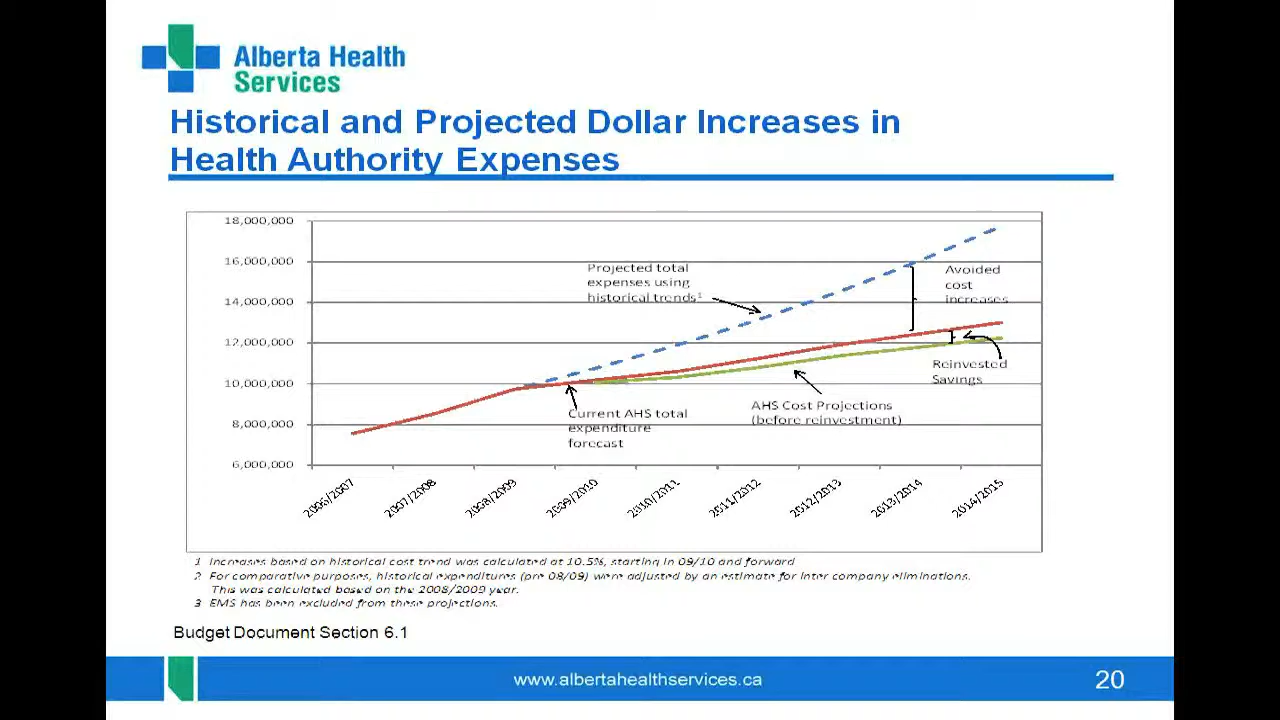 Alberta Health
Services
Historical and Projected Dollar Increases in
Health Authority Expenses
18,000,000
16,000,000
14,000,000
12,000,000
10,000,000
8,000,000
6,000,000
Projected total
expenses using
historical trends¹
Avoided
cost
increases
Reinvested
Savings
AHS Cost Projections
(before reinvestment)
Current AHS total
expenditure
forecast
2006/2007
2007/2008
2008/2009
2009/2010
2010/2011
2011/2012
2012/2013
2013/2014
2014/2015
1 Increases based on historical cost trend was calculated at 10.5%, starting in 09/10 and forward
2 For comparative purposes, historical expenditures (pre 08/09) were adjusted by an estimate for inter company eliminations.
This was calculated based on the 2008/2009 year.
3 EMS has been excluded from these projections.
Budget Document Section 6.1
www.albertahealthservices.ca
20